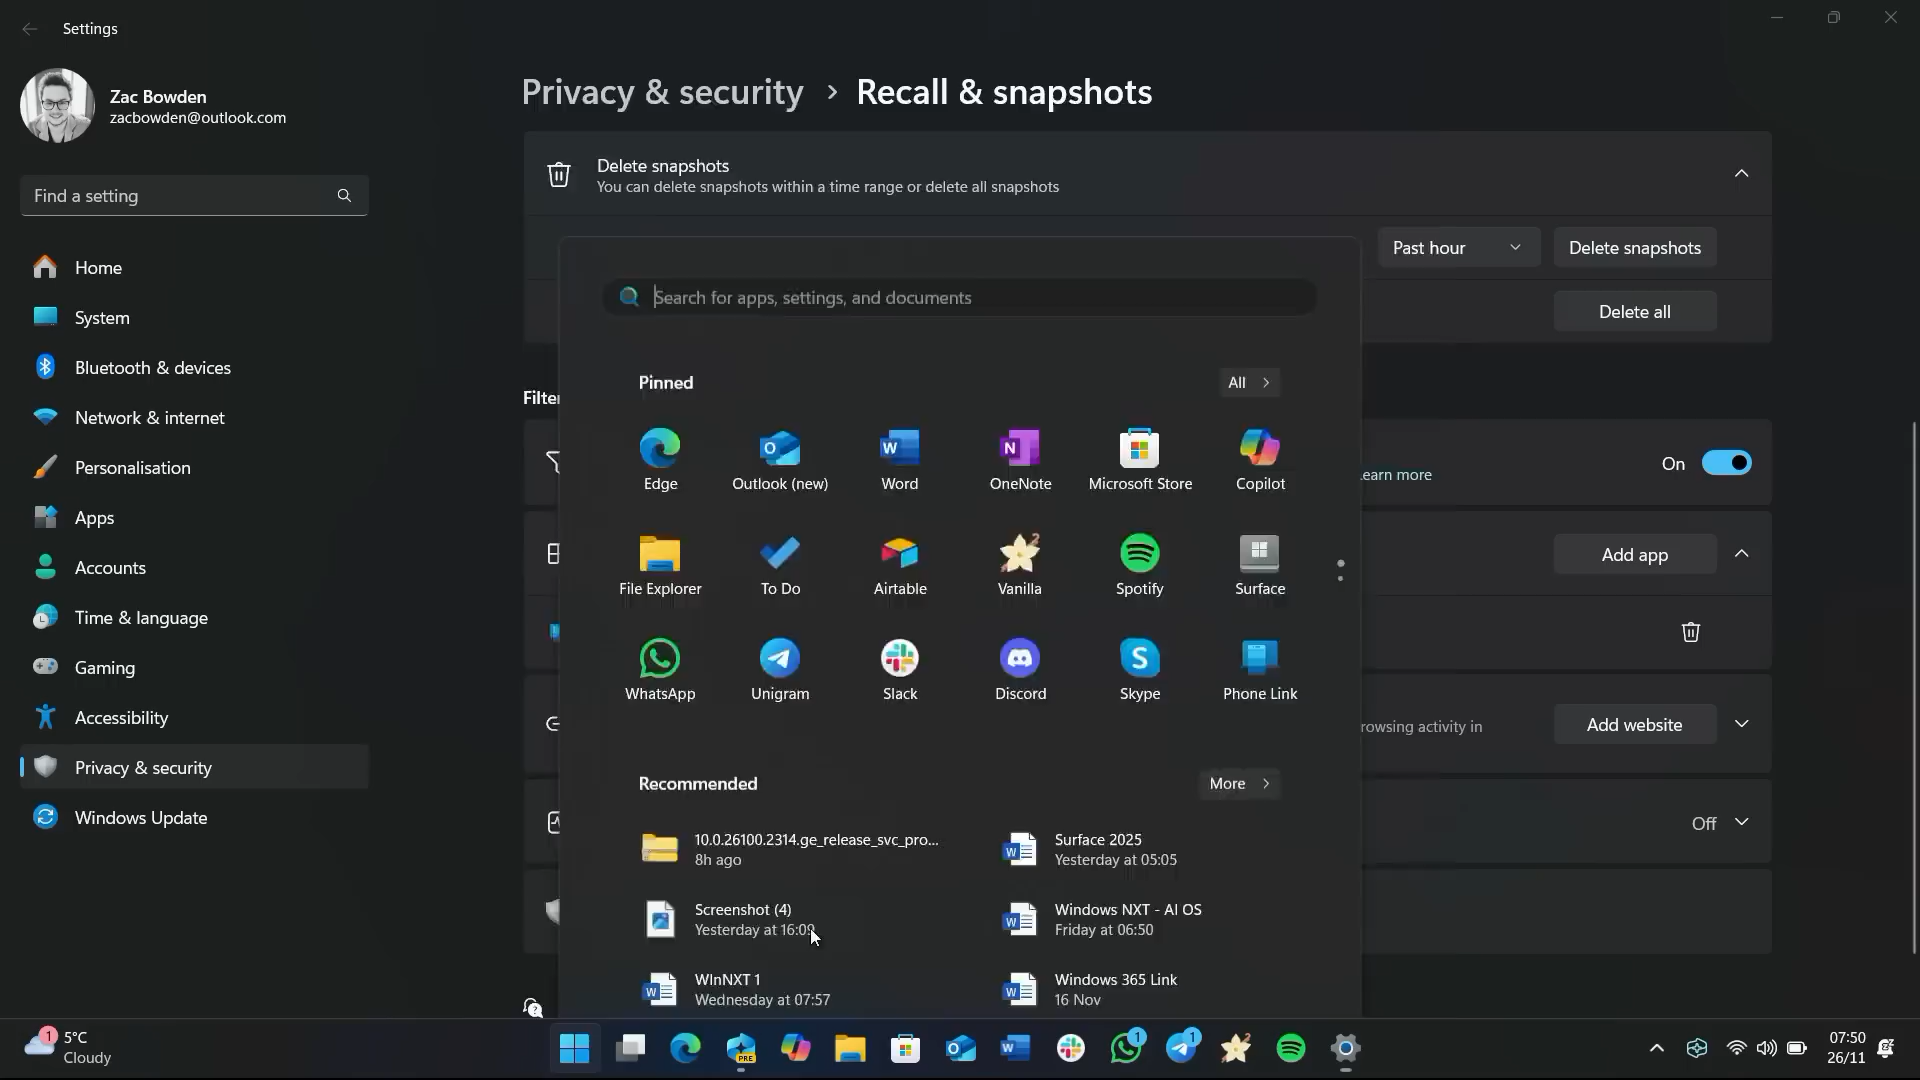 Settings
Zac Bowden
zacbowden@outlook.com
Find a setting
Home
System
Bluetooth & devices
Network & internet
Personalisation
Apps
Accounts
Time & language
Gaming
Accessibility
Privacy & security
Windows Update
Privacy & security > Recall & snapshots
Delete snapshots
You can delete snapshots within a time range or delete all snapshots
Past hour
Delete snapshots
Delete all
Filter
earn more
On
Add app
rowsing activity in
Add website
Off
Search for apps, settings, and documents
Pinned
All >
Edge
Outlook (new)
Word
OneNote
Microsoft Store
Copilot
File Explorer
To Do
Airtable
Vanilla
Spotify
Surface
WhatsApp
Unigram
Slack
Discord
Skype
Phone Link
Recommended
More >
10.0.26100.2314.ge_release_svc_pro...
8h ago
Surface 2025
Yesterday at 05:05
Screenshot (4)
Yesterday at 16:09
Windows NXT - AI OS
Friday at 06:50
WInNXT 1
Wednesday at 07:57
Windows 365 Link
16 Nov
1
5°C
Cloudy
PRE
1
1
07:50
26/11